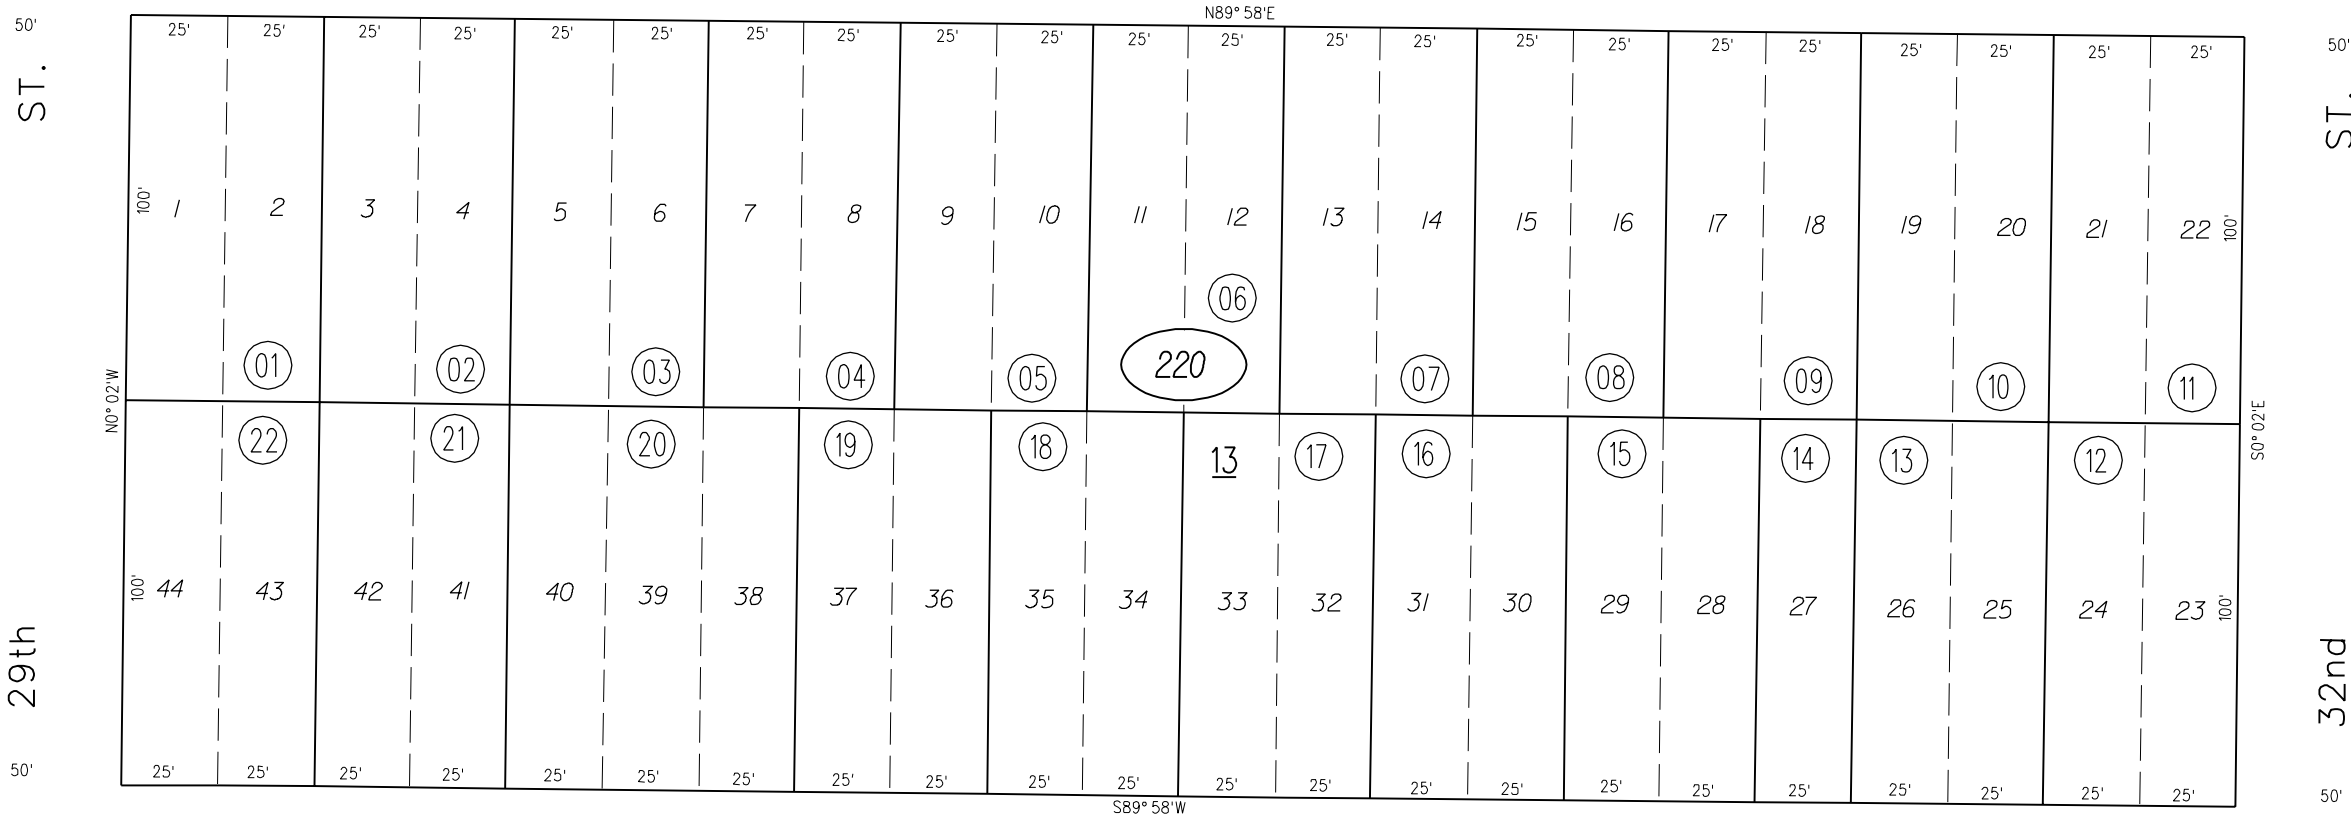 N89° 58'E
50' 25' 25' 25' 25' 25' 25' 25' 25' 25' 25' 25' 25' 25' 25' 25' 25' 25' 25' 25' 25' 25' 25' 50'
ST.
ST.
100' 1 2 3 4 5 6 7 8 9 10 11 12 13 14 15 16 17 18 19 20 21 22 100'
01 02 03 04 05 220 06 07 08 09 10 11
N0° 02'W
S0° 02'E
22 21 20 19 18 13 17 16 15 14 13 12
100' 44 43 42 41 40 39 38 37 36 35 34 33 32 31 30 29 28 27 26 25 24 23 100'
29th
32nd
50' 25' 25' 25' 25' 25' 25' 25' 25' 25' 25' 25' 25' 25' 25' 25' 25' 25' 25' 25' 25' 25' 25' 50'
S89° 58'W